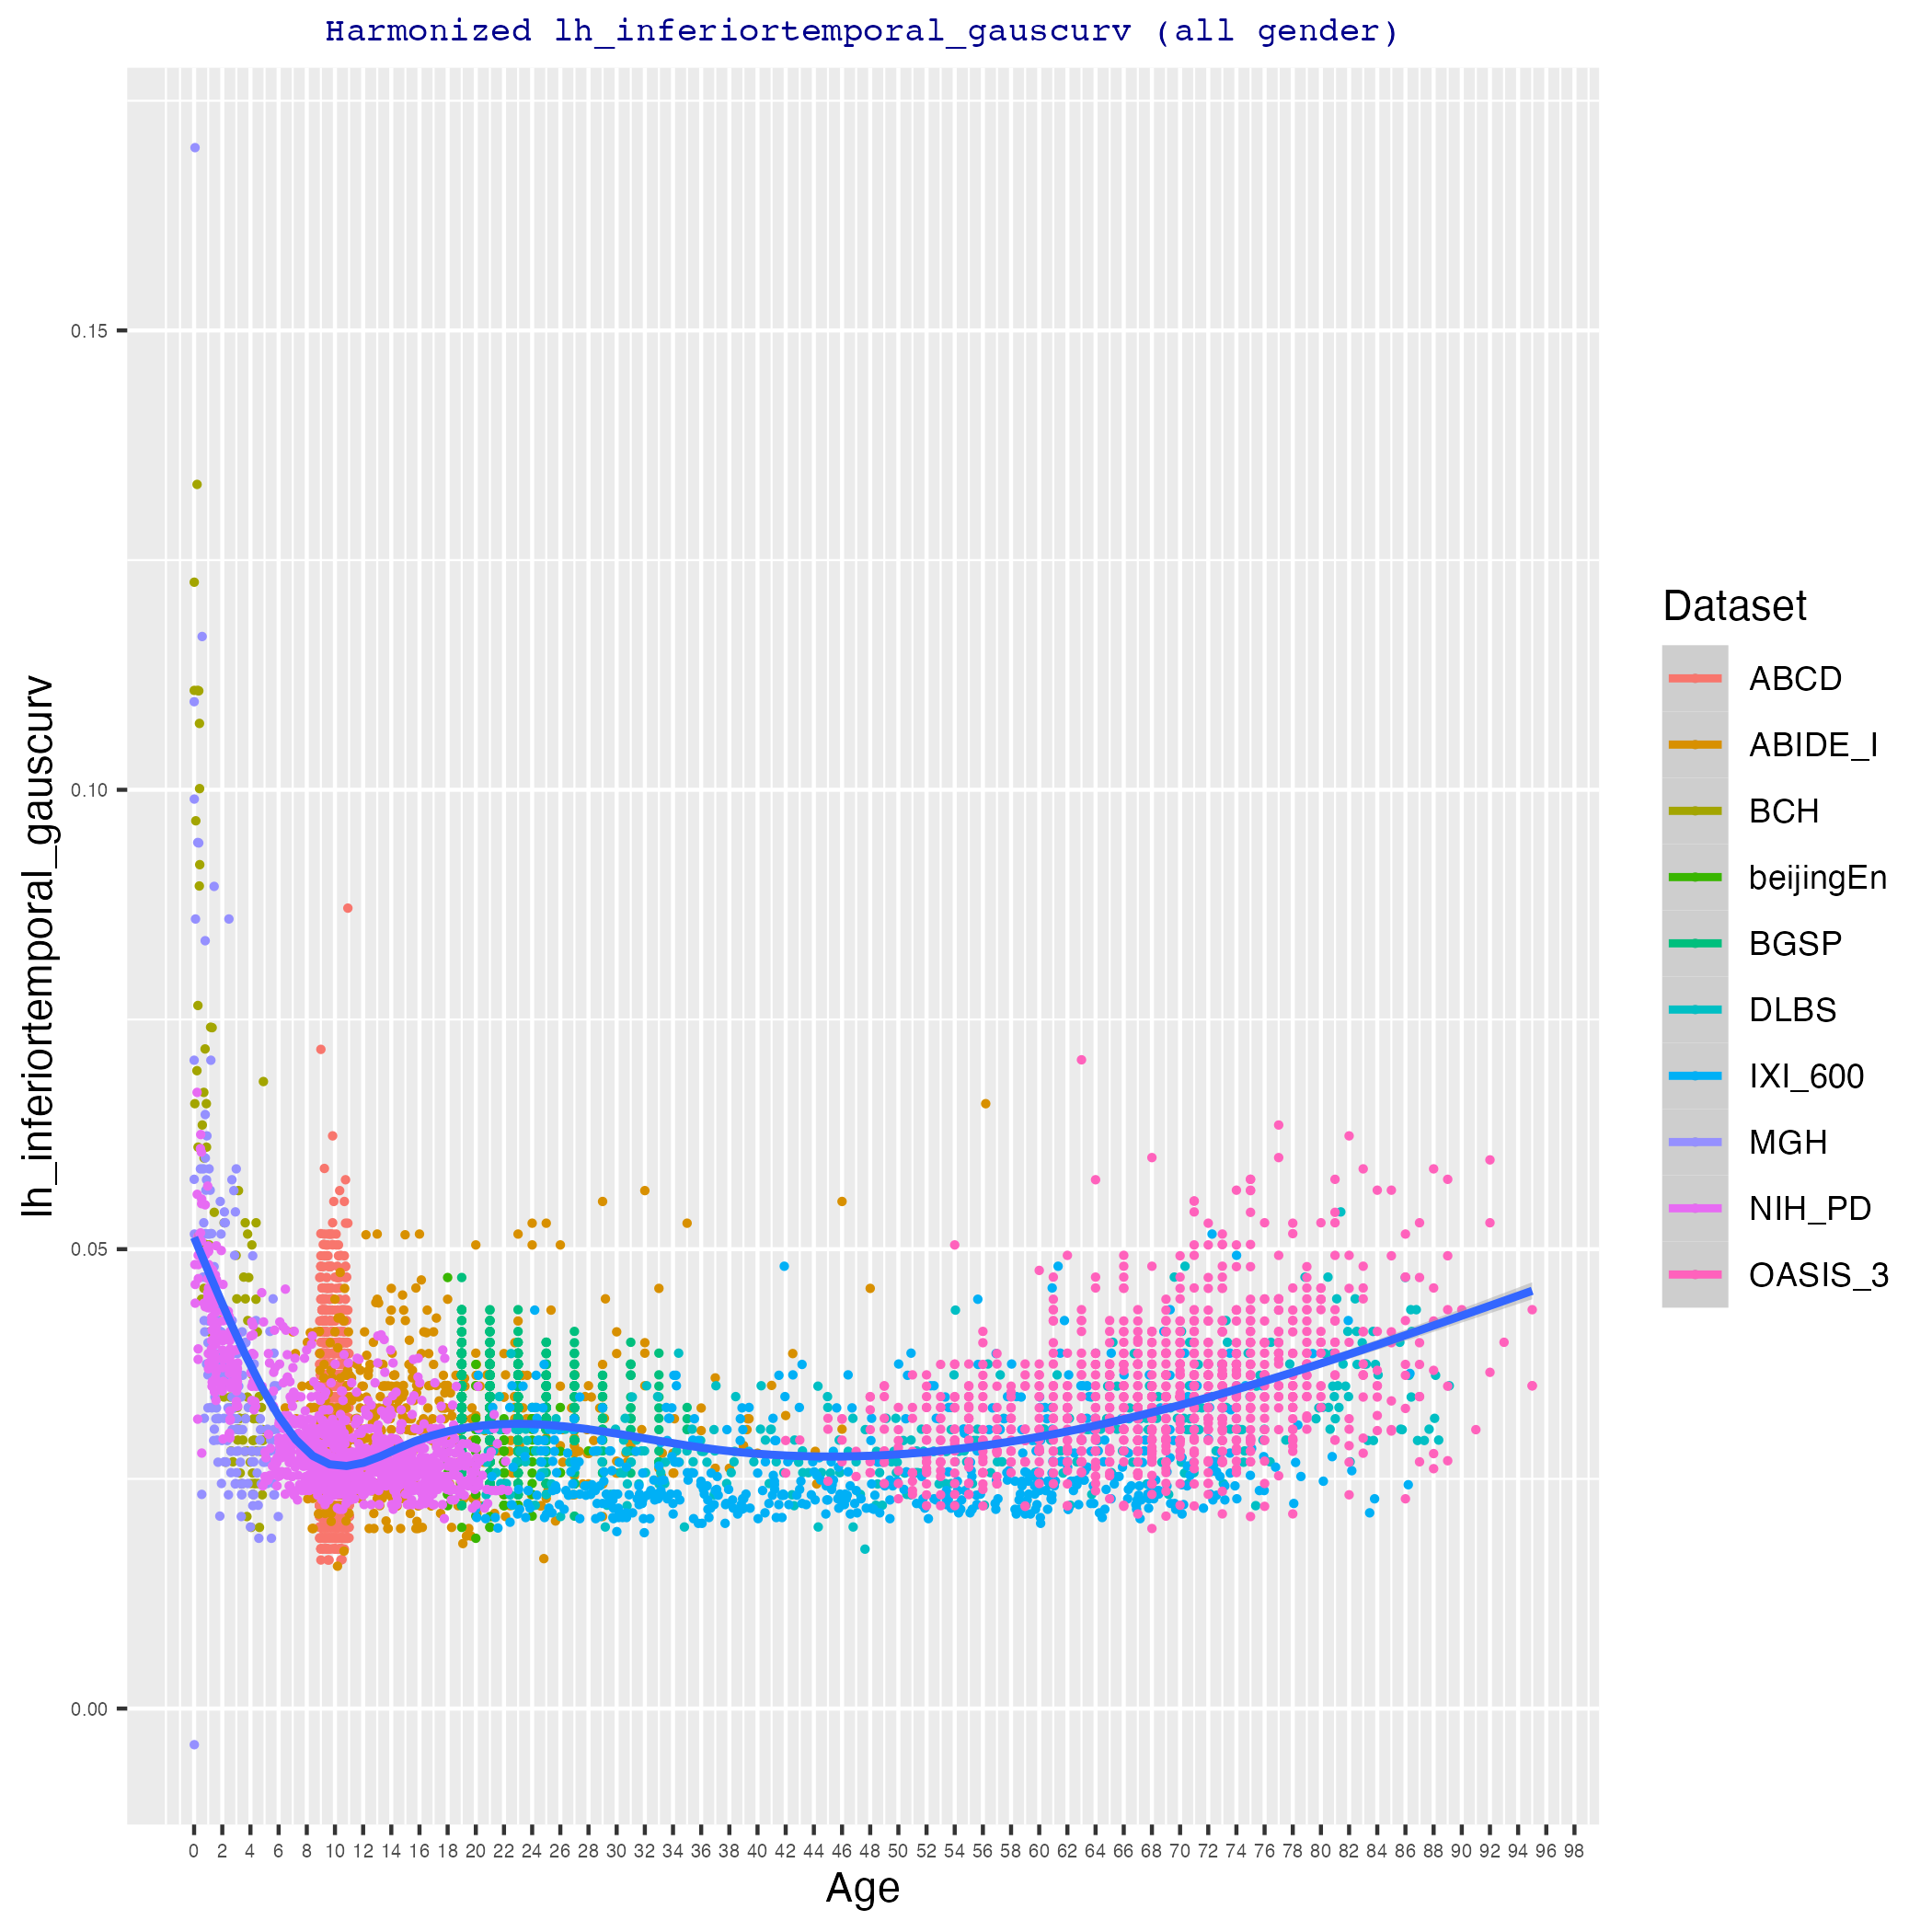 Harmonized lh_inferiortemporal_gauscurv (all gender)
lh_inferiortemporal_gauscurv
0.15
0.10
0.05
0.00
0 2 4 6 8 10 12 14 16 18 20 22 24 26 28 30 32 34 36 38 40 42 44 46 48 50 52 54 56 58 60 62 64 66 68 70 72 74 76 78 80 82 84 86 88 90 92 94 96 98
Age
Dataset
ABCD
ABIDE_I
BCH
beijingEn
BGSP
DLBS
IXI_600
MGH
NIH_PD
OASIS_3